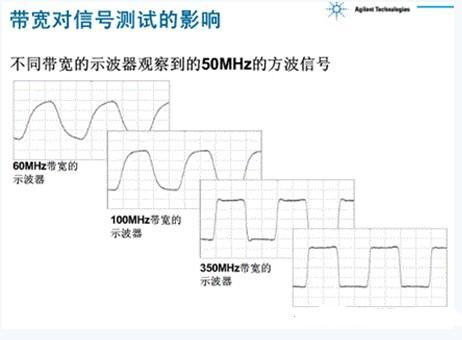 带宽对信号测试的影响
Agilent Technologies
不同带宽的示波器观察到的50MHz的方波信号
60MHz带宽的
示波器
100MHz带宽的
示波器
350MHz带宽的
示波器